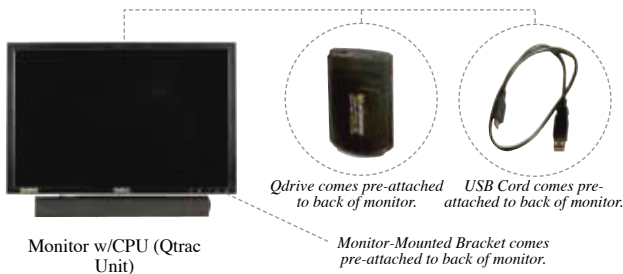 Qdrive comes pre-attached
to back of monitor.
USB Cord comes pre-
attached to back of monitor.
Monitor w/CPU (Qtrac
Unit)
Monitor-Mounted Bracket comes
pre-attached to back of monitor.